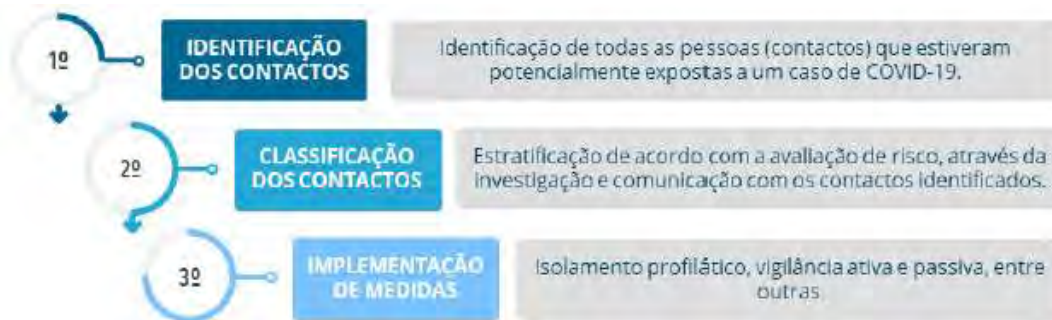 1º
IDENTIFICAÇÃO
DOS CONTACTOS
Identificação de todas as pessoas (contactos) que estiveram
potencialmente expostas a um caso de COVID-19.
2º
CLASSIFICAÇÃO
DOS CONTACTOS
Estratificação de acordo com a avaliação de risco, através da
investigação e comunicação com os contactos identificados.
3º
IMPLEMENTAÇÃO
DE MEDIDAS
Isolamento profilático, vigilância ativa e passiva, entre
outras